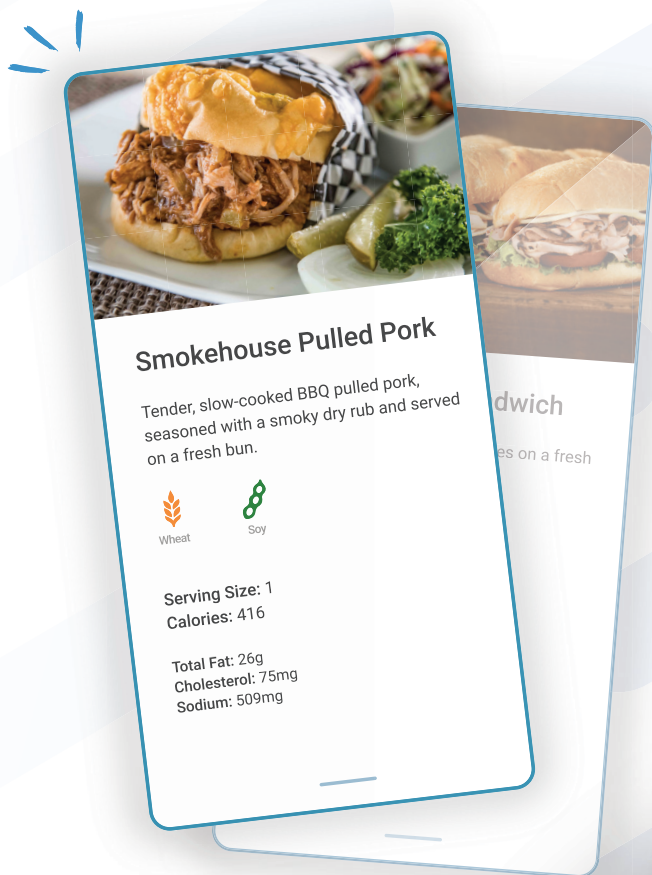 Smokehouse Pulled Pork
Tender, slow-cooked BBQ pulled pork,
seasoned with a smoky dry rub and served
on a fresh bun.
Wheat
Soy
Serving Size: 1
Calories: 416
Total Fat: 26g
Cholesterol: 75mg
Sodium: 509mg
dwich
es on a fresh